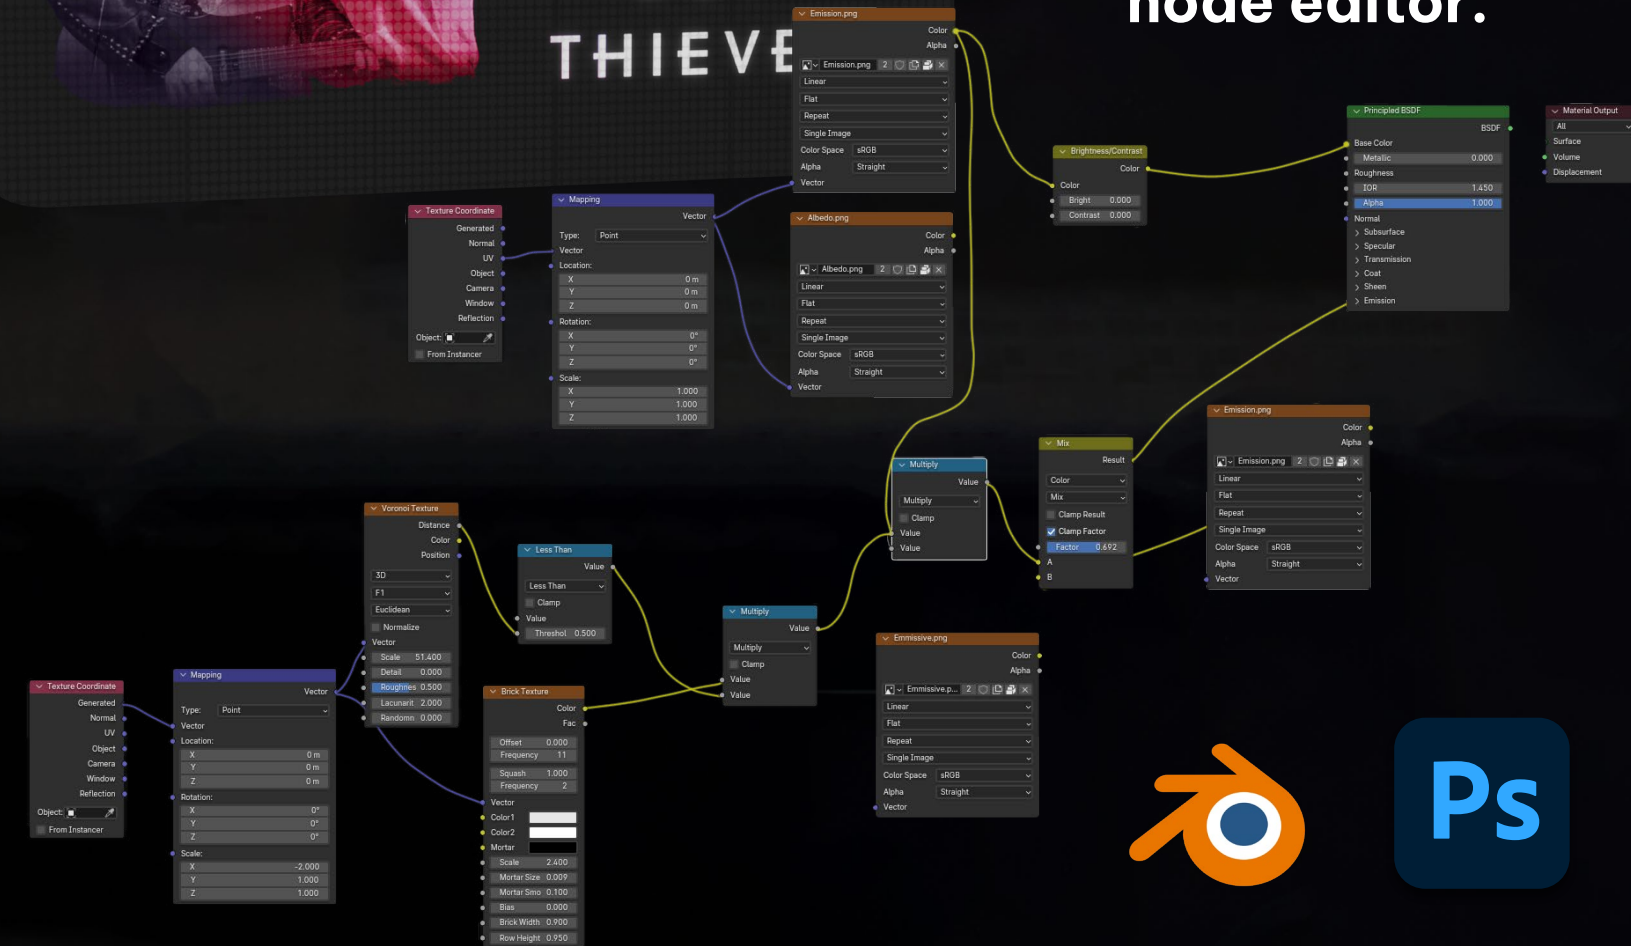 node editor.
THIEVE
Emission.png
Color
Alpha
Emission.png 2
Linear
Flat
Repeat
Single Image
Color Space sRGB
Alpha Straight
Vector
Brightness/Contrast
Color
Color
Bright 0.000
Contrast 0.000
Principled BSDF
BSDF
Base Color
Metallic 0.000
Roughness
IOR 1.450
Alpha 1.000
Normal
Subsurface
Specular
Transmission
Coat
Sheen
Emission
Material Output
All
Surface
Volume
Displacement
Texture Coordinate
Generated
Normal
UV
Object
Camera
Window
Reflection
Object:
From Instancer
Mapping
Vector
Type: Point
Vector
Location:
X 0 m
Y 0 m
Z 0 m
Rotation:
X 0°
Y 0°
Z 0°
Scale:
X 1.000
Y 1.000
Z 1.000
Albedo.png
Color
Alpha
Albedo.png 2
Linear
Flat
Repeat
Single Image
Color Space sRGB
Alpha Straight
Vector
Multiply
Value
Multiply
Clamp
Value
Value
Mix
Result
Color
Mix
Clamp Result
Clamp Factor
Factor 0.692
A
B
Emission.png
Color
Alpha
Emission.png 2
Linear
Flat
Repeat
Single Image
Color Space sRGB
Alpha Straight
Vector
Voronoi Texture
Distance
Color
Position
3D
F1
Euclidean
Normalize
Vector
Scale 51.400
Detail 0.000
Roughnes 0.500
Lacunarit 2.000
Randomn 0.000
Less Than
Value
Less Than
Clamp
Value
Threshol 0.500
Multiply
Value
Multiply
Clamp
Value
Value
Emmissive.png
Color
Alpha
Emmissive.p... 2
Linear
Flat
Repeat
Single Image
Color Space sRGB
Alpha Straight
Vector
Texture Coordinate
Generated
Normal
UV
Object
Camera
Window
Reflection
Object:
From Instancer
Mapping
Vector
Type: Point
Vector
Location:
X 0 m
Y 0 m
Z 0 m
Rotation:
X 0°
Y 0°
Z 0°
Scale:
X -2.000
Y 1.000
Z 1.000
Brick Texture
Color
Fac
Offset 0.000
Frequency 11
Squash 1.000
Frequency 2
Vector
Color1
Color2
Mortar
Scale 2.400
Mortar Size 0.009
Mortar Smo 0.100
Bias 0.000
Brick Width 0.900
Row Height 0.950
Ps